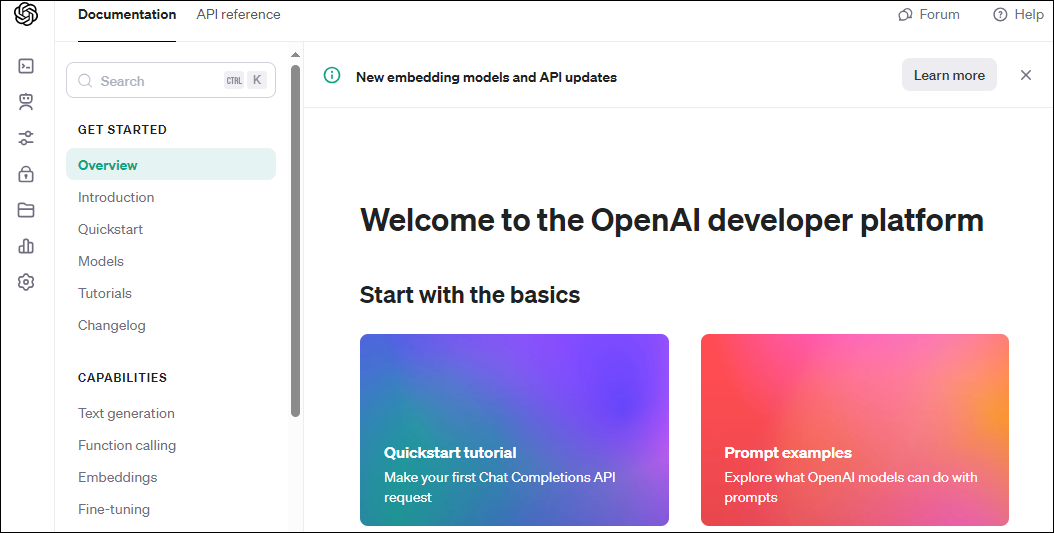 Documentation
API reference
Forum
Help
Search
CTRL
K
GET STARTED
Overview
Introduction
Quickstart
Models
Tutorials
Changelog
CAPABILITIES
Text generation
Function calling
Embeddings
Fine-tuning
New embedding models and API updates
Learn more
Welcome to the OpenAI developer platform
Start with the basics
Quickstart tutorial
Make your first Chat Completions API
request
Prompt examples
Explore what OpenAI models can do with
prompts